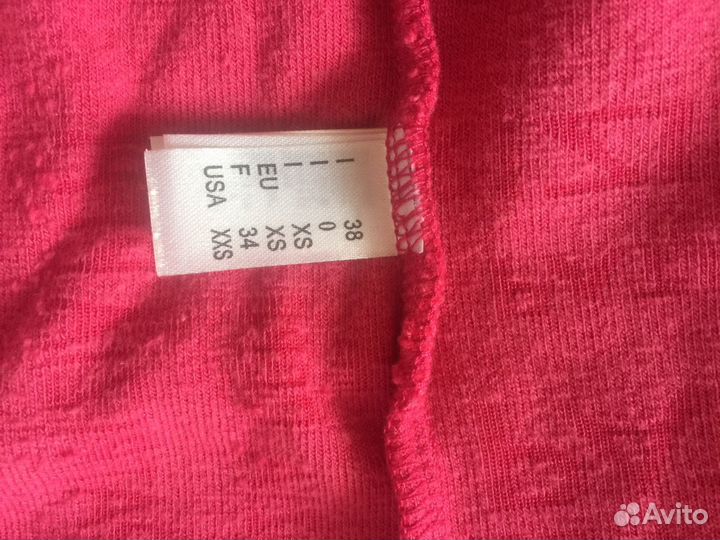 I 38
I 0
I XS
EU XS
F 34
USA XXS
Avito